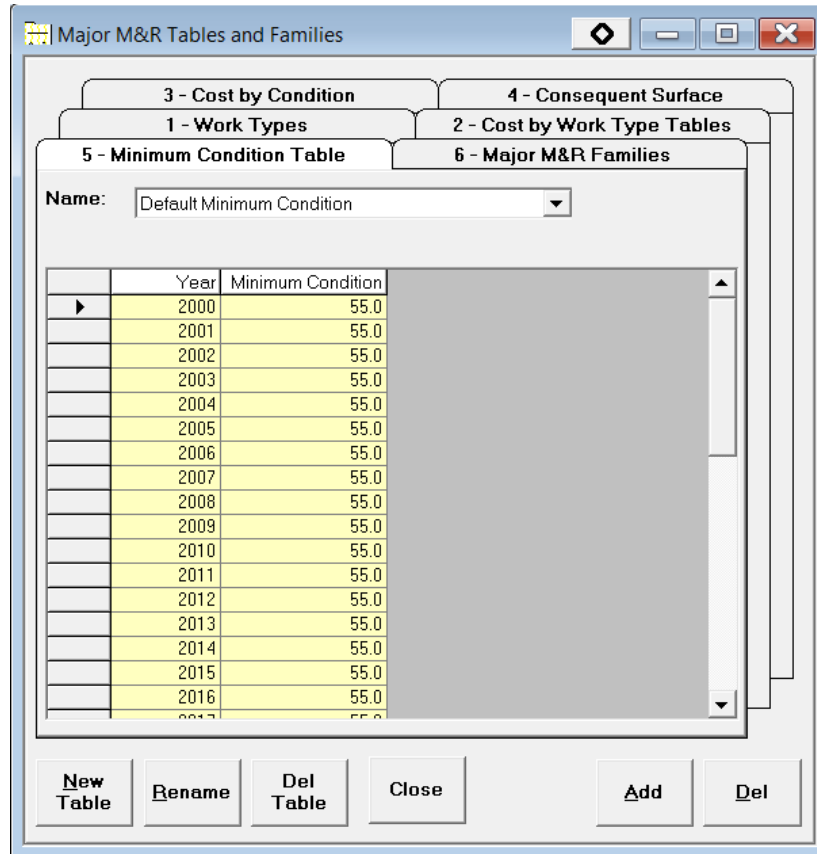 Major M&R Tables and Families
3 - Cost by Condition 4 - Consequent Surface
1 - Work Types 2 - Cost by Work Type Tables
5 - Minimum Condition Table 6 - Major M&R Families
Name: Default Minimum Condition
Year Minimum Condition
2000 55.0
2001 55.0
2002 55.0
2003 55.0
2004 55.0
2005 55.0
2006 55.0
2007 55.0
2008 55.0
2009 55.0
2010 55.0
2011 55.0
2012 55.0
2013 55.0
2014 55.0
2015 55.0
2016 55.0
2017 55.0
New Rename Del Close Add Del
Table Table